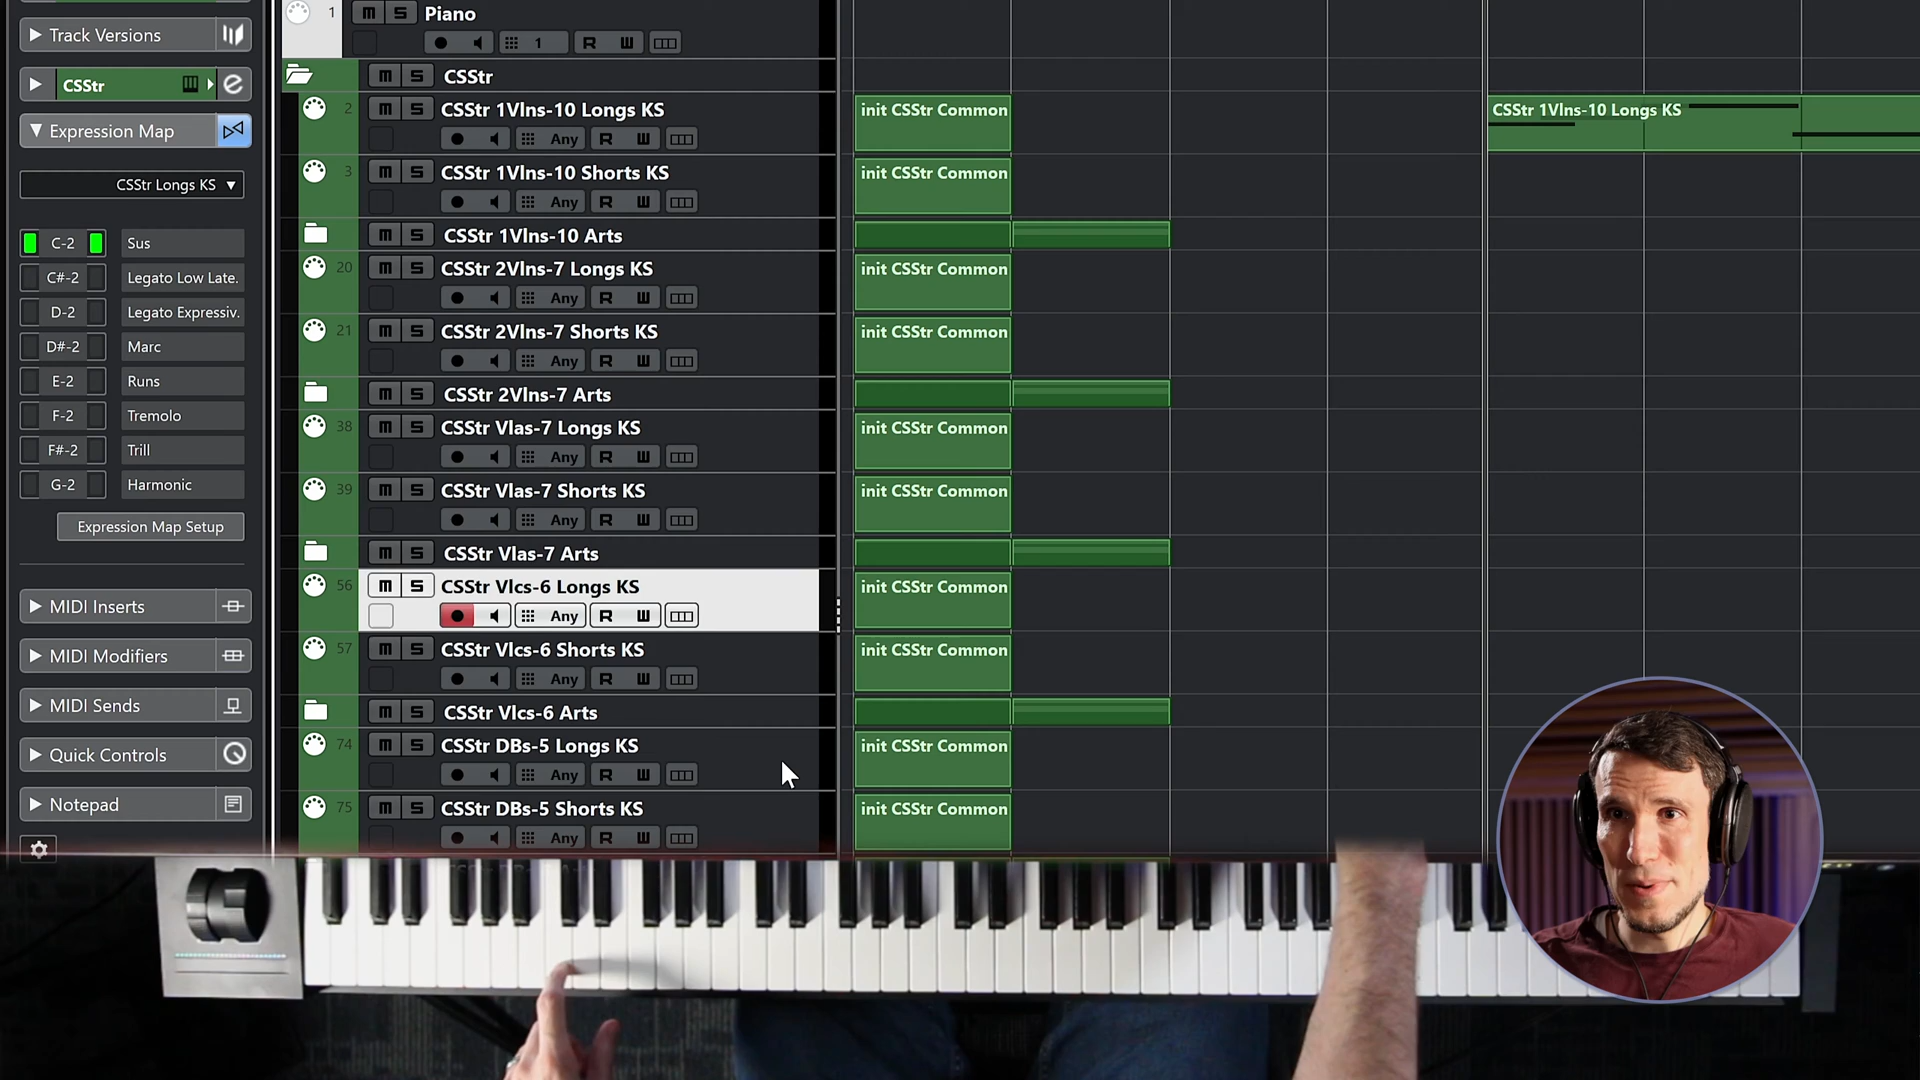 Track Versions
CSStr
Expression Map
CSStr Longs KS
C-2 Sus
C#-2 Legato Low Late.
D-2 Legato Expressiv.
D#-2 Marc
E-2 Runs
F-2 Tremolo
F#-2 Trill
G-2 Harmonic
Expression Map Setup
MIDI Inserts
MIDI Modifiers
MIDI Sends
Quick Controls
Notepad
1 M S Piano
1 R W
M S CSStr
2 M S CSStr 1Vlns-10 Longs KS
Any R W
3 M S CSStr 1Vlns-10 Shorts KS
Any R W
M S CSStr 1Vlns-10 Arts
20 M S CSStr 2Vlns-7 Longs KS
Any R W
21 M S CSStr 2Vlns-7 Shorts KS
Any R W
M S CSStr 2Vlns-7 Arts
38 M S CSStr Vlas-7 Longs KS
Any R W
39 M S CSStr Vlas-7 Shorts KS
Any R W
M S CSStr Vlas-7 Arts
56 M S CSStr Vlcs-6 Longs KS
Any R W
57 M S CSStr Vlcs-6 Shorts KS
Any R W
M S CSStr Vlcs-6 Arts
74 M S CSStr DBs-5 Longs KS
Any R W
75 M S CSStr DBs-5 Shorts KS
Any R W
init CSStr Common
init CSStr Common
init CSStr Common
init CSStr Common
init CSStr Common
init CSStr Common
init CSStr Common
init CSStr Common
init CSStr Common
init CSStr Common
CSStr 1Vlns-10 Longs KS